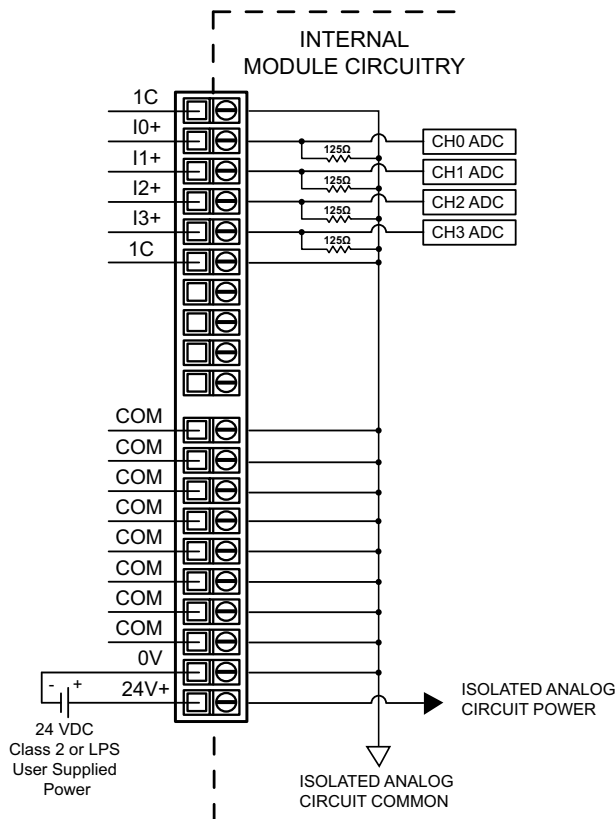 INTERNAL
MODULE CIRCUITRY
1C
I0+
125Ω
CH0 ADC
I1+
125Ω
CH1 ADC
I2+
125Ω
CH2 ADC
I3+
125Ω
CH3 ADC
1C
COM
COM
COM
COM
COM
COM
COM
COM
0V
- +
24V+
ISOLATED ANALOG
CIRCUIT POWER
24 VDC
Class 2 or LPS
User Supplied
Power
ISOLATED ANALOG
CIRCUIT COMMON